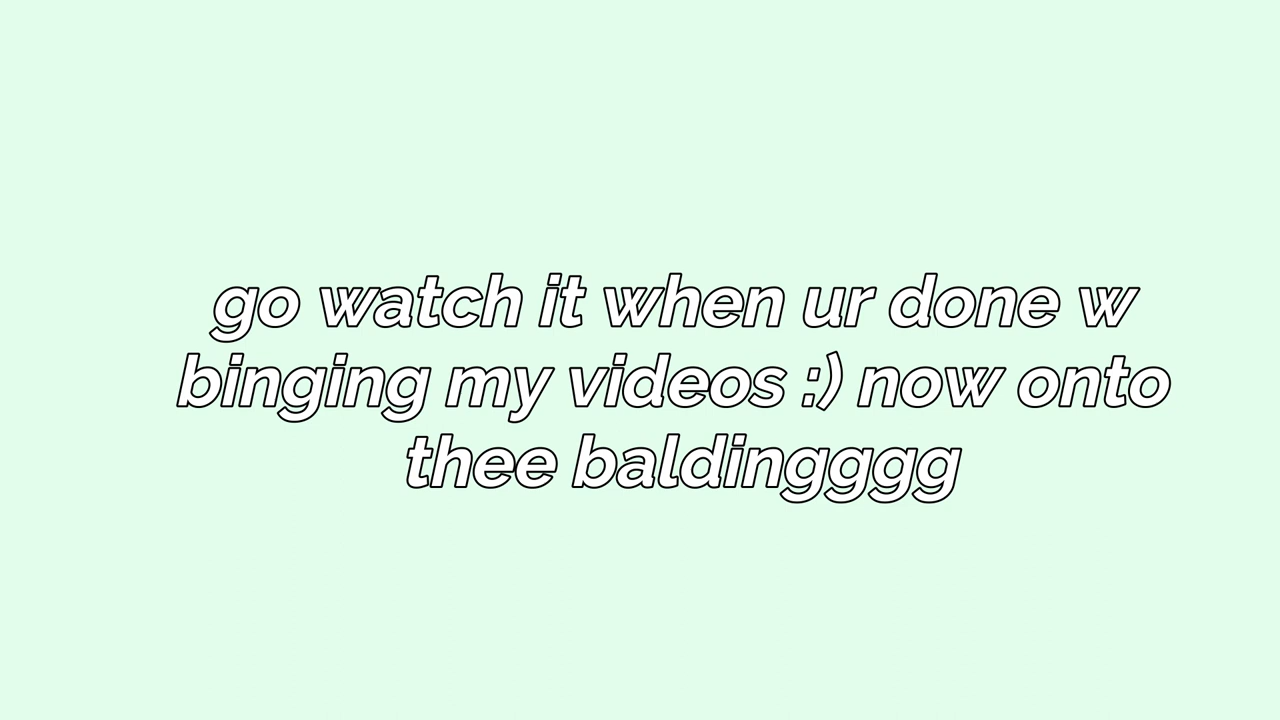 go watch it when ur done w
binging my videos :) now onto
thee baldingggg